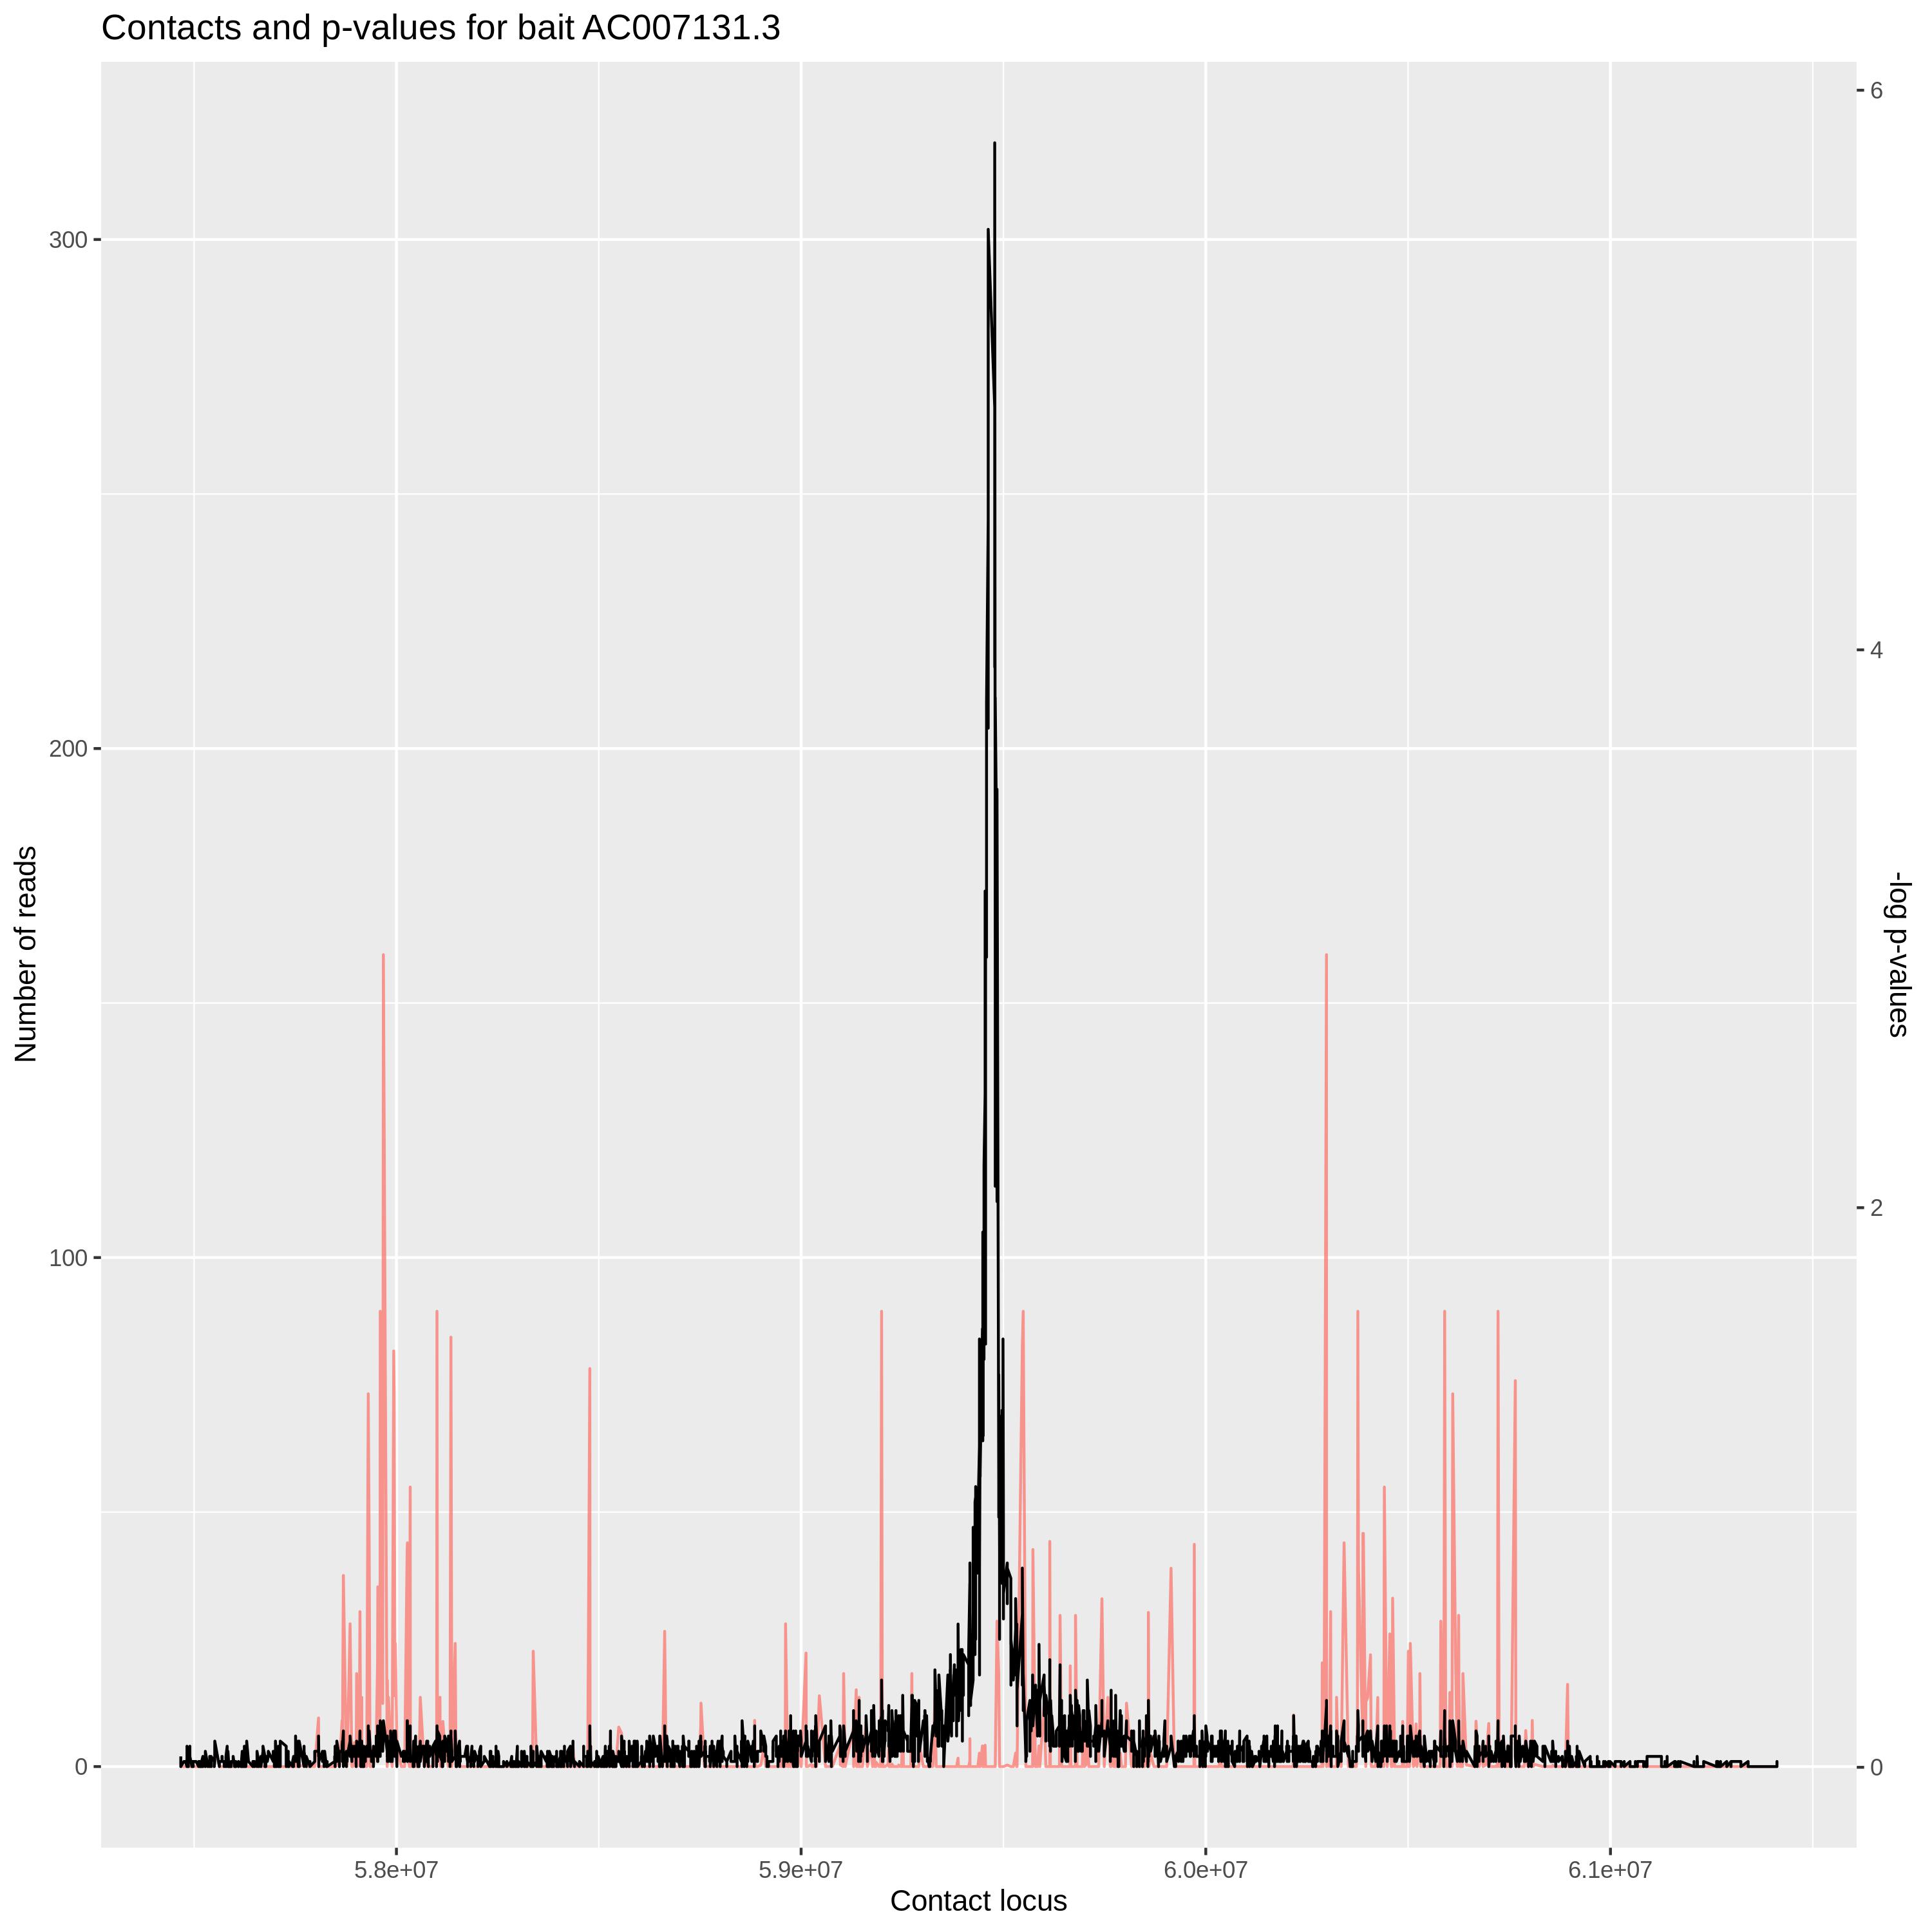 Contacts and p-values for bait AC007131.3
6
300
4
200
Number of reads
-log p-values
2
100
0
0
5.8e+07
5.9e+07
6.0e+07
6.1e+07
Contact locus